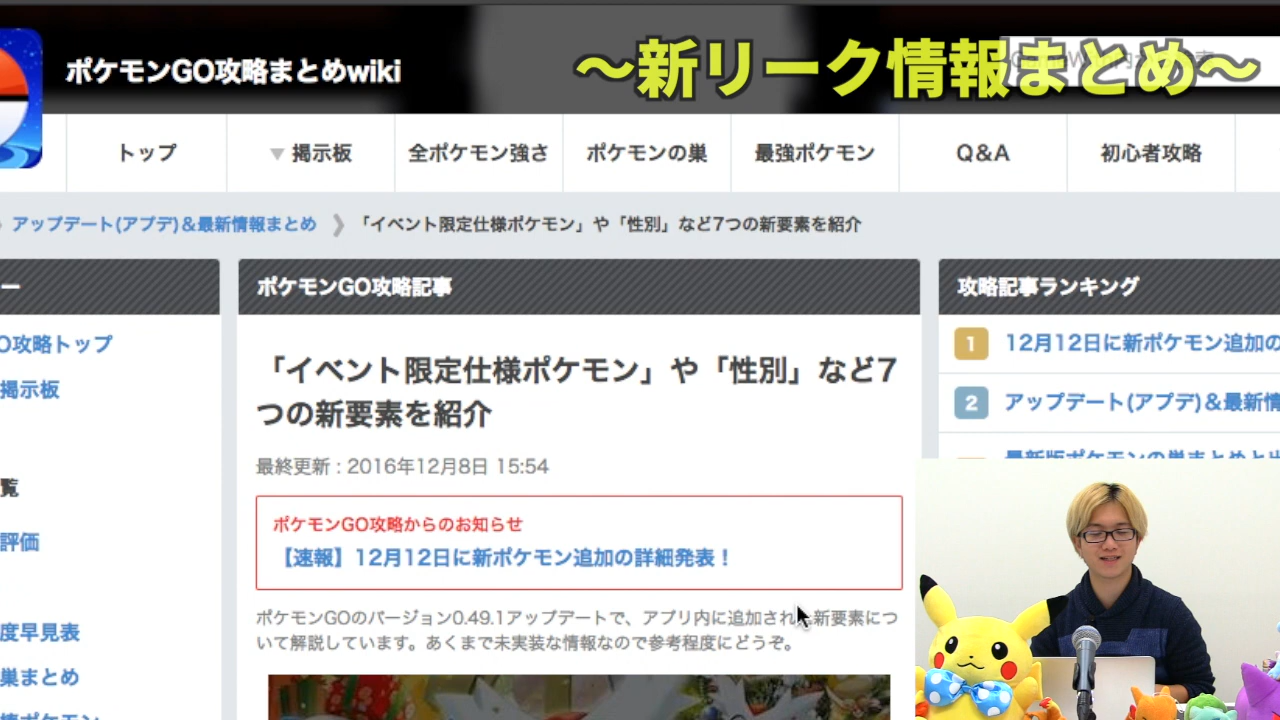 ポケモンGO攻略まとめwiki
〜新リーク情報まとめ〜
トップ
▼掲示板
全ポケモン強さ
ポケモンの巣
最強ポケモン
Q&A
初心者攻略
アップデート(アプデ)&最新情報まとめ 》「イベント限定仕様ポケモン」や「性別」など7つの新要素を紹介
ー
O攻略トップ
掲示板
覧
評価
度早見表
巣まとめ
ポケモンGO攻略記事
「イベント限定仕様ポケモン」や「性別」など7
つの新要素を紹介
最終更新 : 2016年12月8日 15:54
ポケモンGO攻略からのお知らせ
【速報】12月12日に新ポケモン追加の詳細発表！
ポケモンGOのバージョン0.49.1アップデートで、アプリ内に追加され新要素につ
いて解説しています。あくまで未実装な情報なので参考程度にどうぞ。
攻略記事ランキング
1 12月12日に新ポケモン追加の
2 アップデート(アプデ)&最新情
最新版ポケモンの巣まとめと出